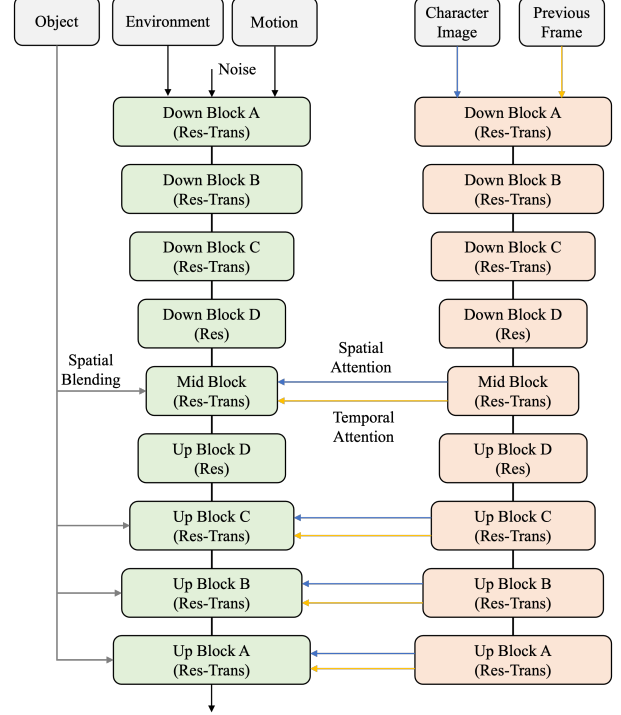 Object
Environment
Motion
Character
Image
Previous
Frame
Noise
Down Block A
(Res-Trans)
Down Block A
(Res-Trans)
Down Block B
(Res-Trans)
Down Block B
(Res-Trans)
Down Block C
(Res-Trans)
Down Block C
(Res-Trans)
Down Block D
(Res)
Down Block D
(Res)
Spatial
Blending
Mid Block
(Res-Trans)
Spatial
Attention
Temporal
Attention
Mid Block
(Res-Trans)
Up Block D
(Res)
Up Block D
(Res)
Up Block C
(Res-Trans)
Up Block C
(Res-Trans)
Up Block B
(Res-Trans)
Up Block B
(Res-Trans)
Up Block A
(Res-Trans)
Up Block A
(Res-Trans)